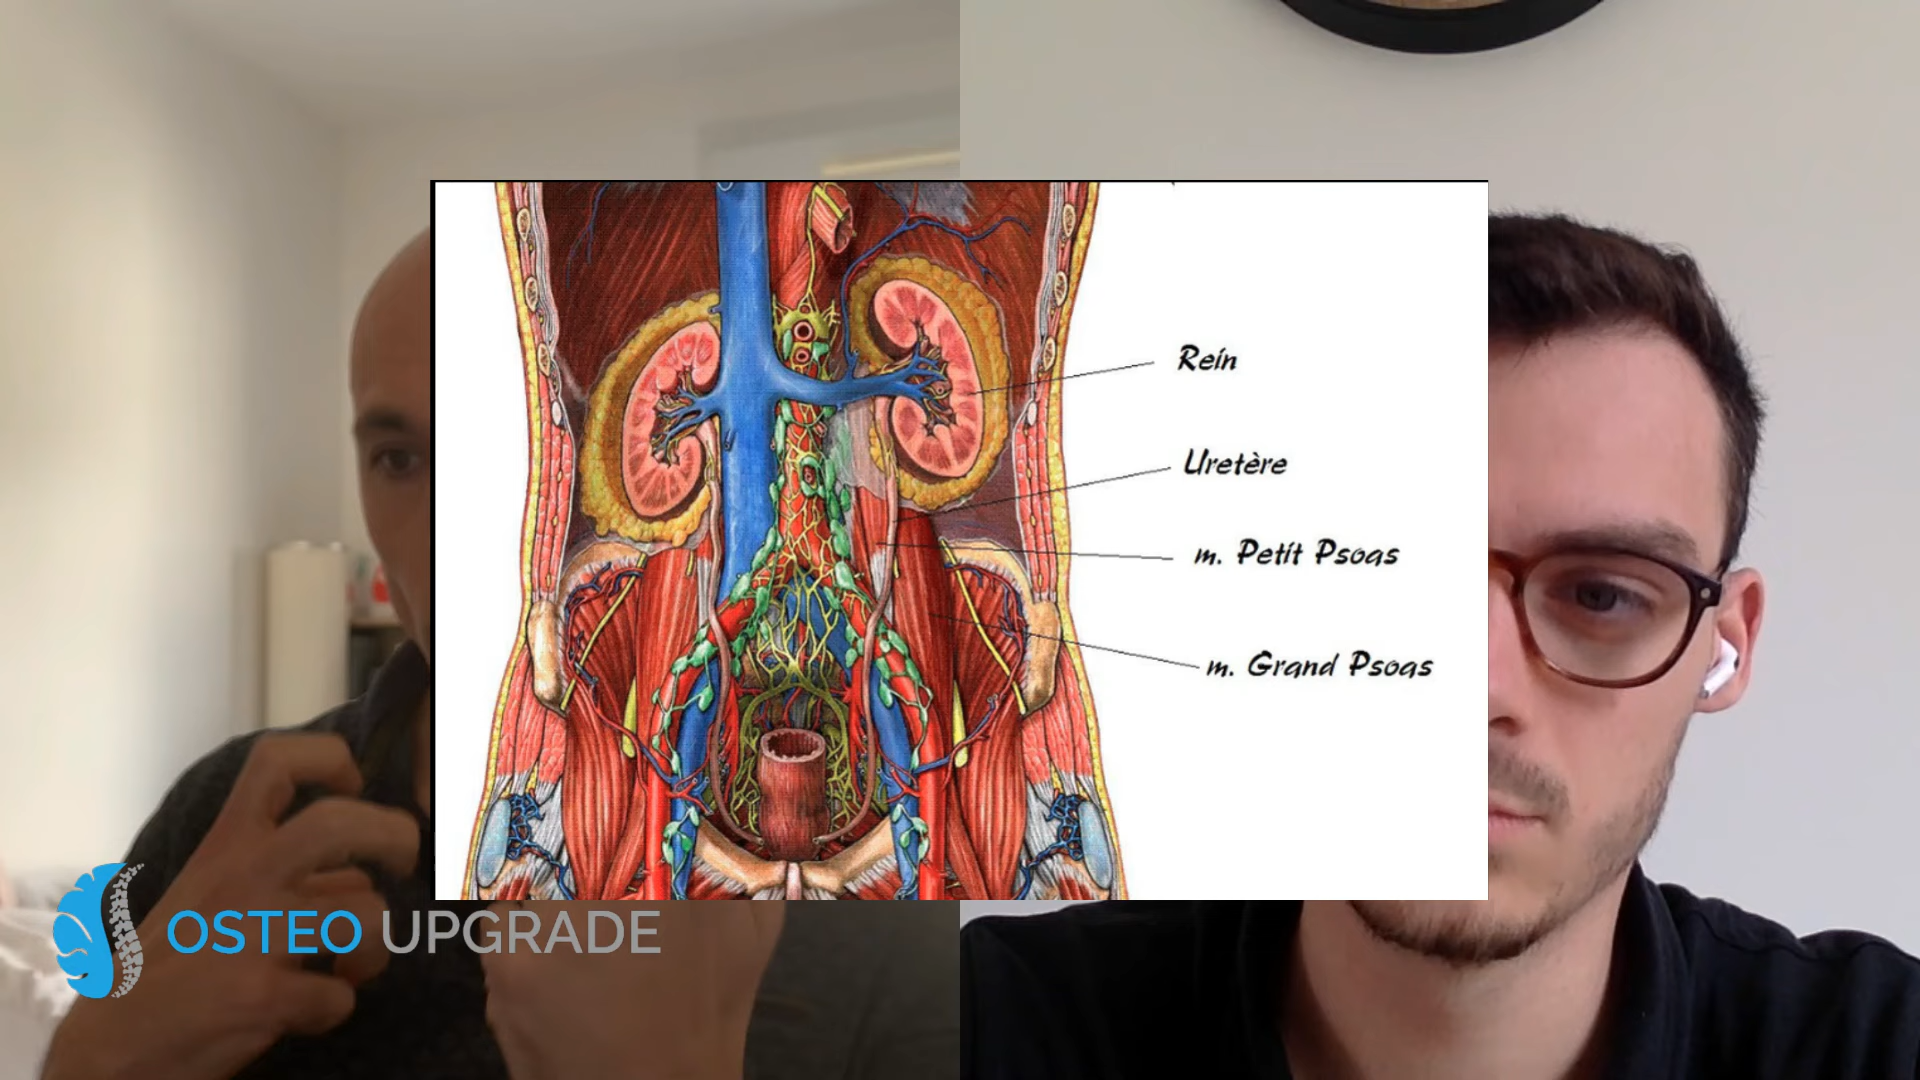 Rein
Uretère
m. Petit Psoas
m. Grand Psoas
OSTEO UPGRADE